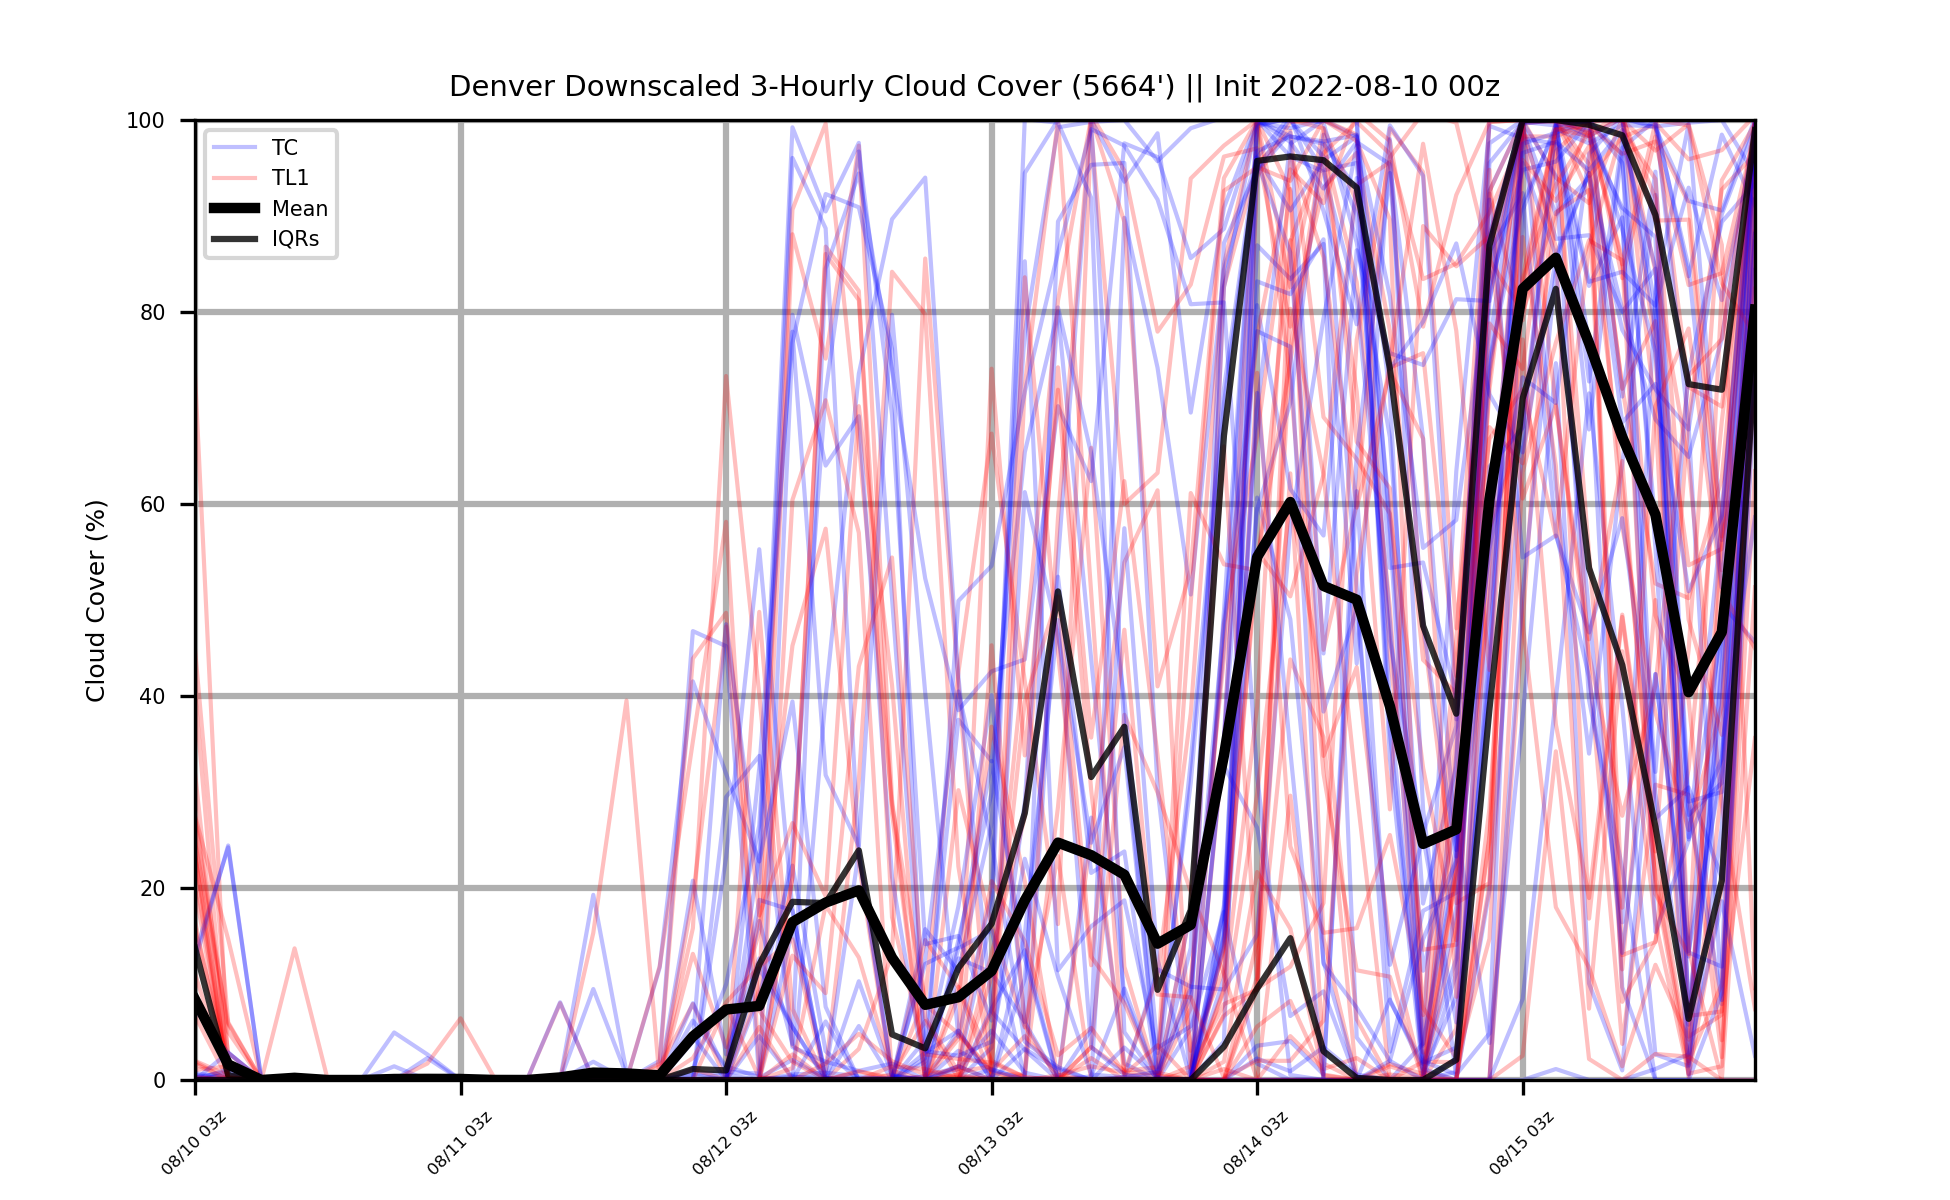 Denver Downscaled 3-Hourly Cloud Cover (5664') || Init 2022-08-10 00z
Cloud Cover (%)
100
80
60
40
20
0
TC
TL1
Mean
IQRs
08/10 03z
08/11 03z
08/12 03z
08/13 03z
08/14 03z
08/15 03z